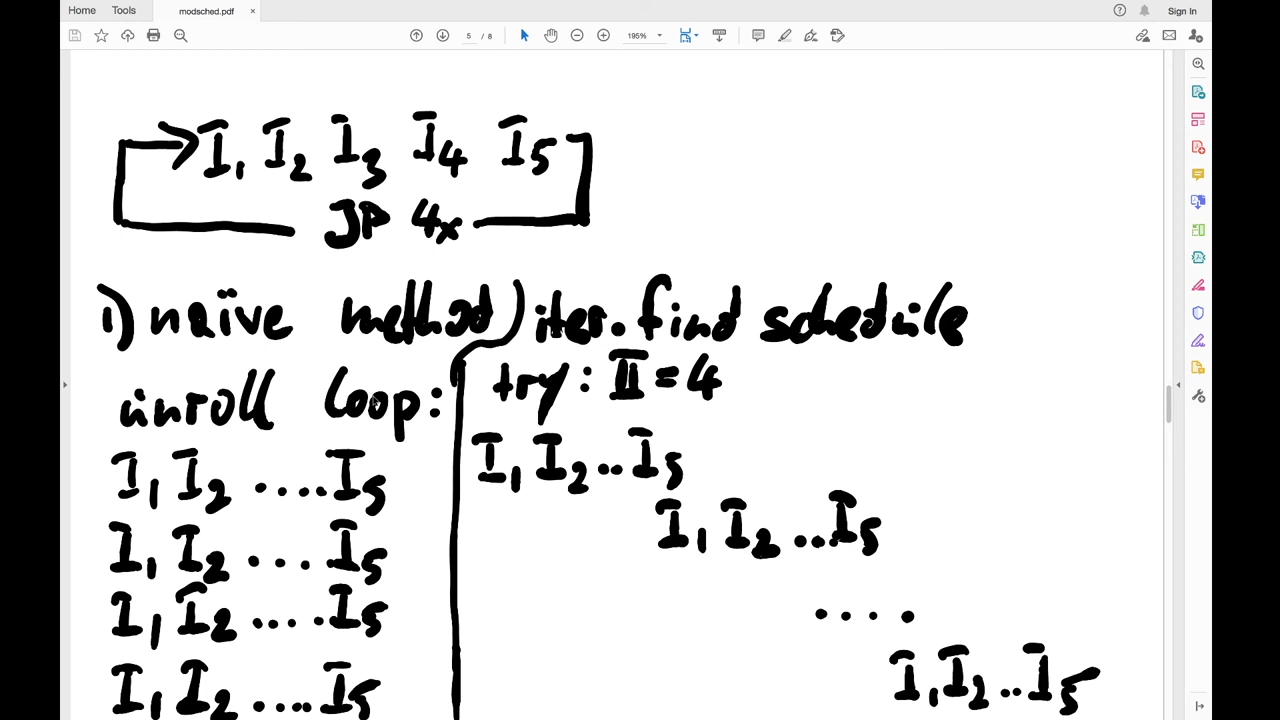 Home Tools modsched.pdf × Sign In
5 / 8 195%
I1 I2 I3 I4 I5
JP 4x
1) naïve method) iter. find schedule
unroll loop:
I1 I2 ....I5
I1 I2 ....I5
I1 I2 ....I5
I1 I2 ....I5
try: II=4
I1 I2 .. I5
I1 I2 ...I5
....
I1 I2 .. I5